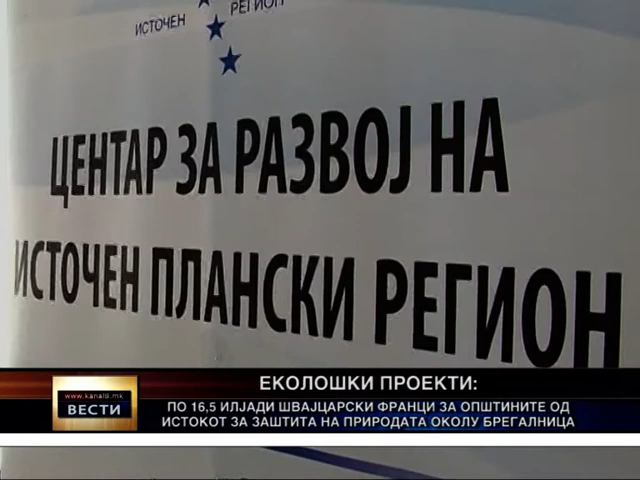 ИСТОЧЕН
РЕГИОН
ЦЕНТАР ЗА РАЗВОЈ НА
ИСТОЧЕН ПЛАНСКИ РЕГИОН
ЕКОЛОШКИ ПРОЕКТИ:
www.kanal8.mk
ВЕСТИ
ПО 16,5 ИЛЈАДИ ШВАЈЦАРСКИ ФРАНЦИ ЗА ОПШТИНИТЕ ОД
ИСТОКОТ ЗА ЗАШТИТА НА ПРИРОДАТА ОКОЛУ БРЕГАЛНИЦА